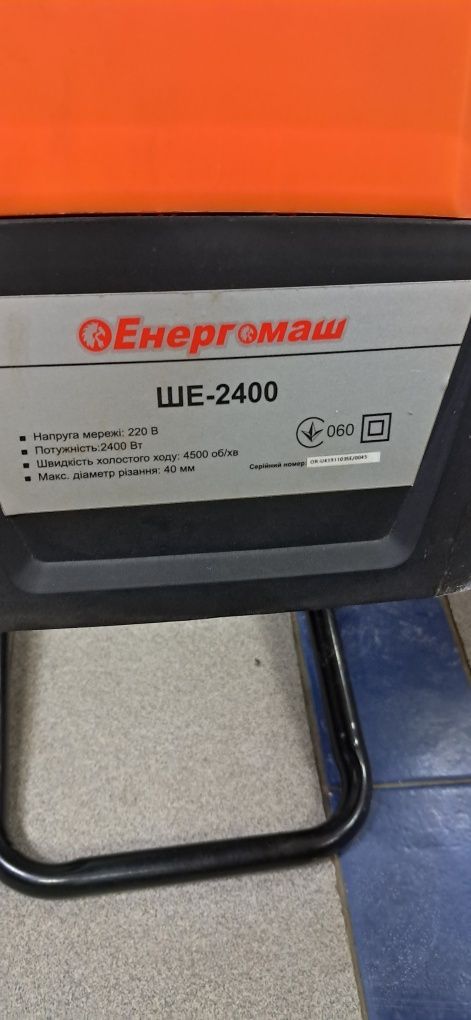 Енергомаш
ШЕ-2400
Напруга мережі: 220 В
Потужність:2400 Вт
Швидкість холостого ходу: 4500 об/хв
Макс. діаметр різання: 40 мм
060
Серійний номер: